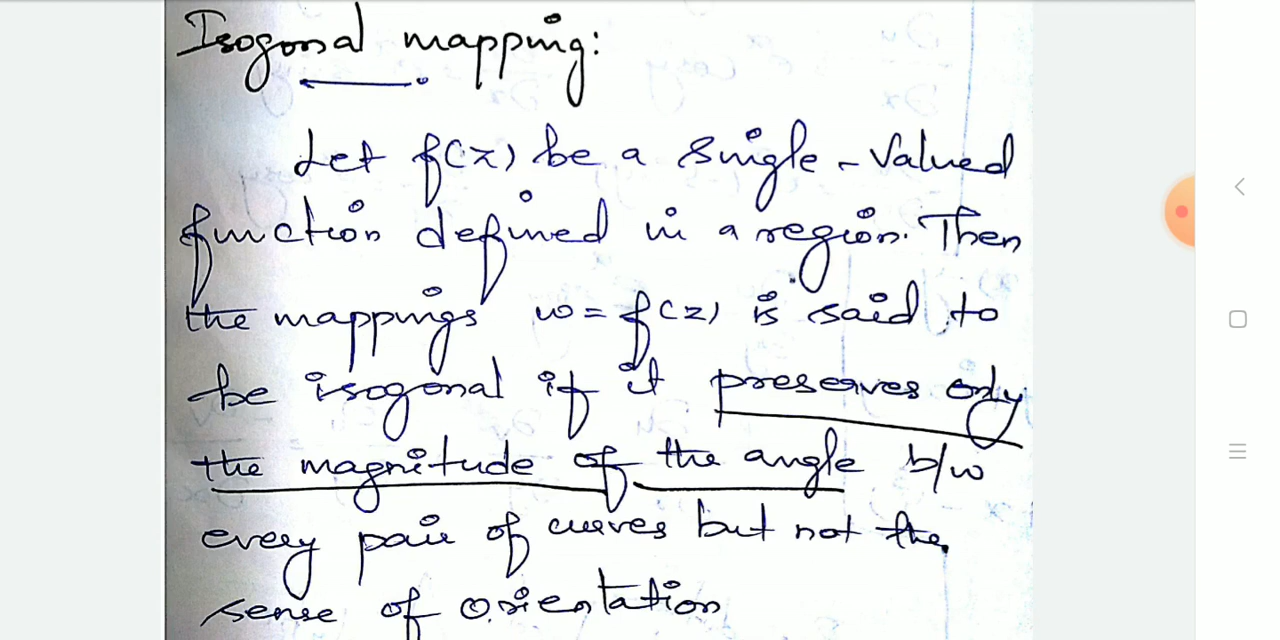 Isogonal mapping:
Let f(z) be a single-valued
function defined in a region. Then
the mappings w = f(z) is said to
be isogonal if it preserves only
the magnitude of the angle b/w
every pair of curves but not the
sense of orientation